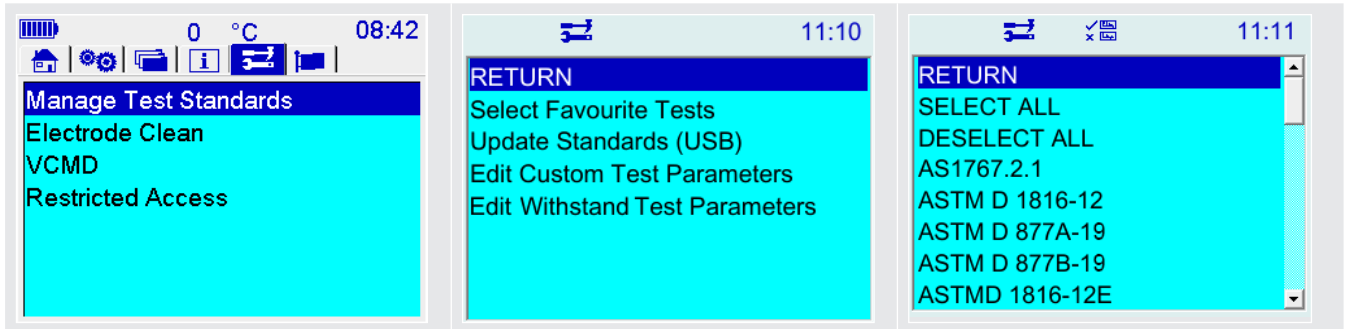 0 °C 08:42
Manage Test Standards
Electrode Clean
VCMD
Restricted Access
11:10
RETURN
Select Favourite Tests
Update Standards (USB)
Edit Custom Test Parameters
Edit Withstand Test Parameters
11:11
RETURN
SELECT ALL
DESELECT ALL
AS1767.2.1
ASTM D 1816-12
ASTM D 877A-19
ASTM D 877B-19
ASTMD 1816-12E